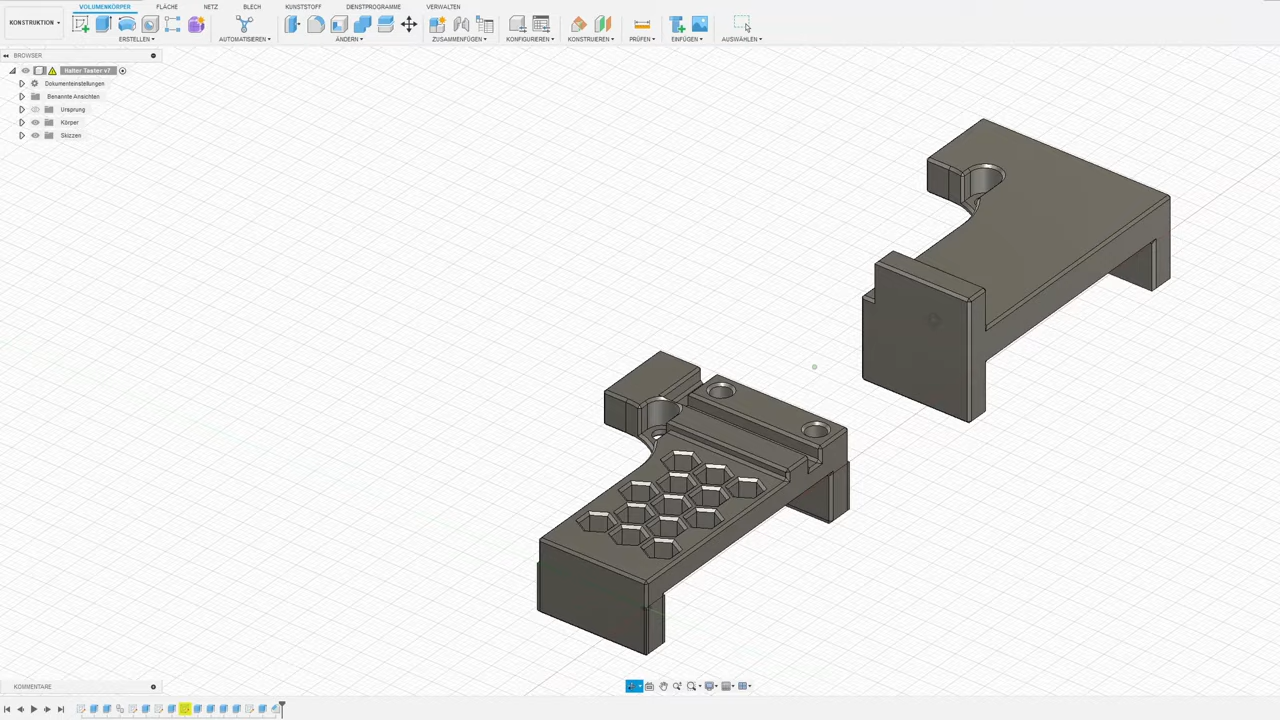 VOLUMENKÖRPER FLÄCHE NETZ BLECH KUNSTSTOFF DIENSTPROGRAMME VERWALTEN
KONSTRUKTION
ERSTELLEN AUTOMATISIEREN ÄNDERN ZUSAMMENFÜGEN KONFIGURIEREN KONSTRUIEREN PRÜFEN EINFÜGEN AUSWÄHLEN
BROWSER
Halter Taster v7
Dokumenteinstellungen
Benannte Ansichten
Ursprung
Körper
Skizzen
KOMMENTARE